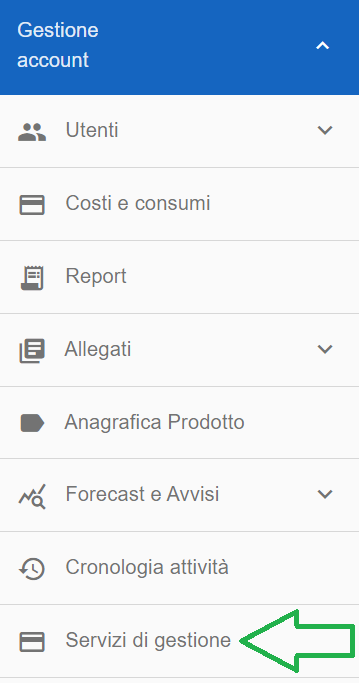 Gestione
account
Utenti
Costi e consumi
Report
Allegati
Anagrafica Prodotto
Forecast e Avvisi
Cronologia attività
Servizi di gestione